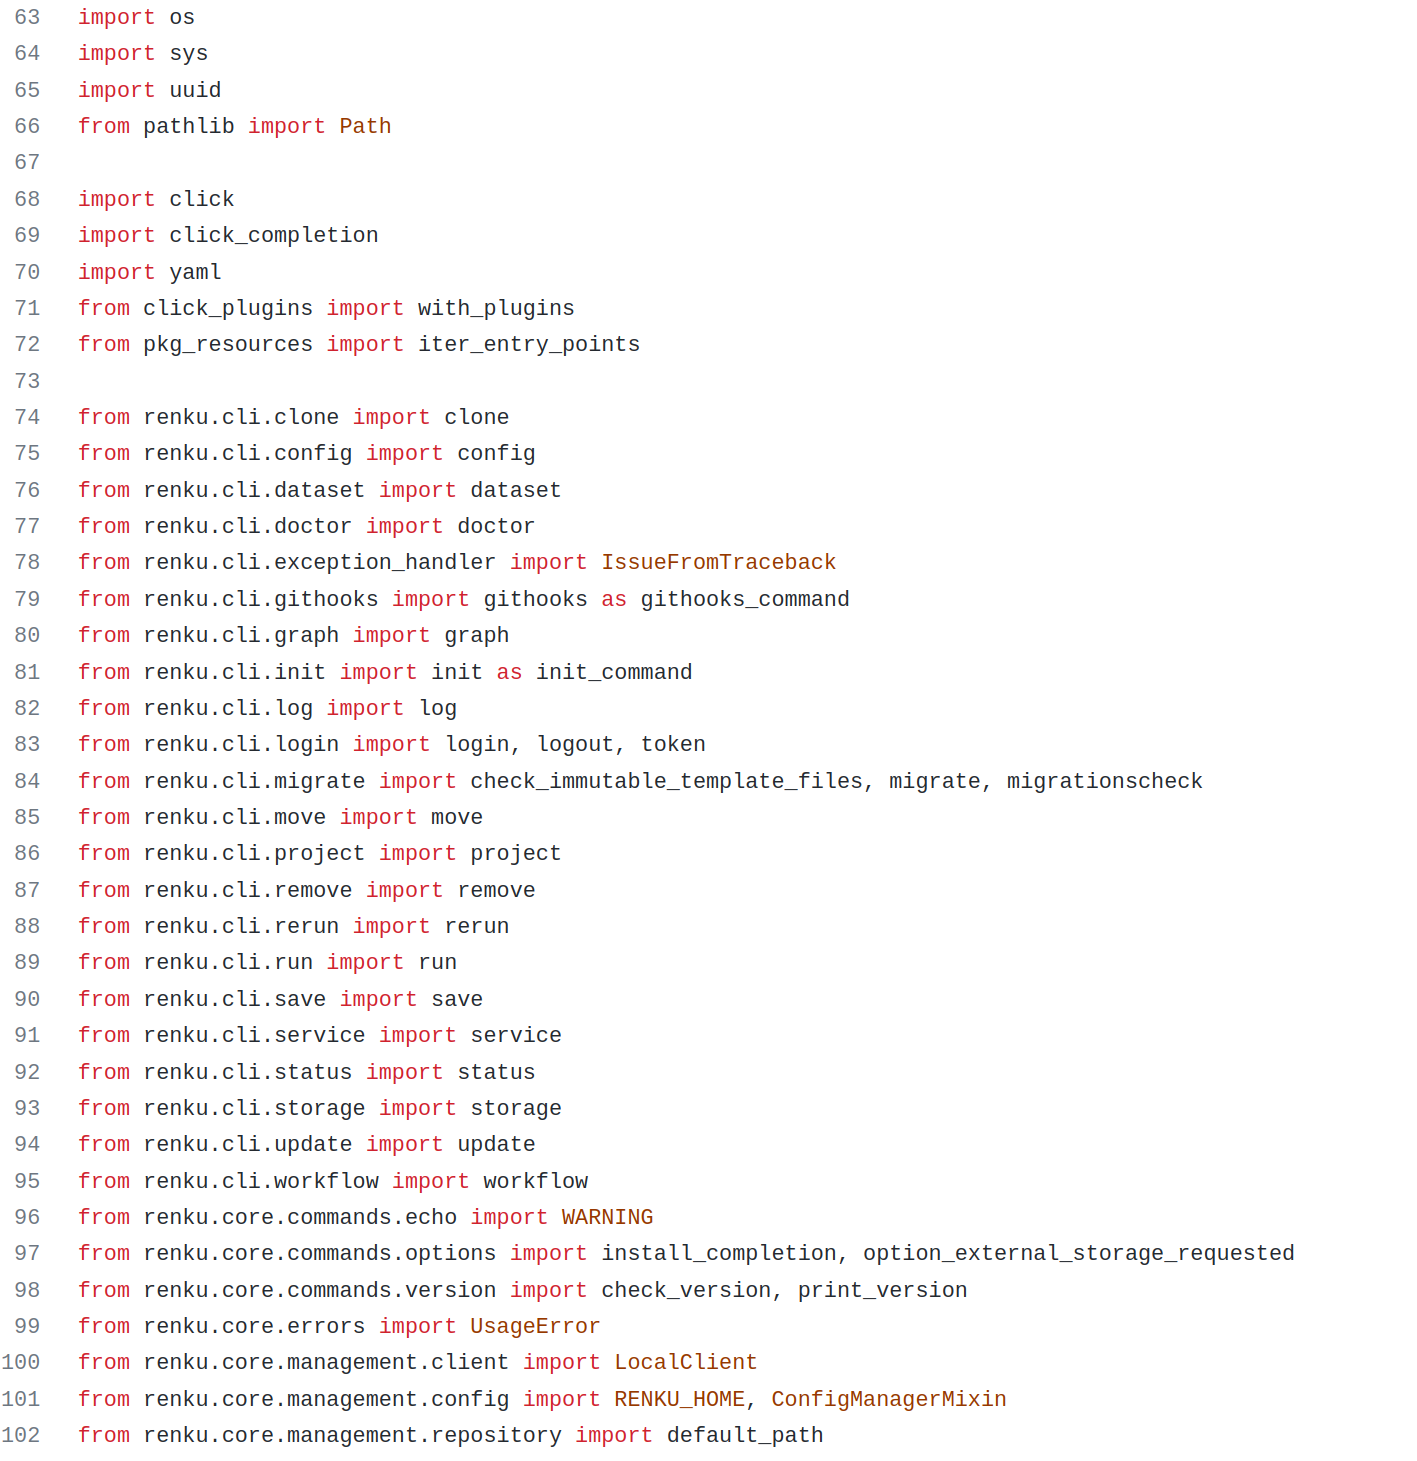 63 import os
64 import sys
65 import uuid
66 from pathlib import Path
67
68 import click
69 import click_completion
70 import yaml
71 from click_plugins import with_plugins
72 from pkg_resources import iter_entry_points
73
74 from renku.cli.clone import clone
75 from renku.cli.config import config
76 from renku.cli.dataset import dataset
77 from renku.cli.doctor import doctor
78 from renku.cli.exception_handler import IssueFromTraceback
79 from renku.cli.githooks import githooks as githooks_command
80 from renku.cli.graph import graph
81 from renku.cli.init import init as init_command
82 from renku.cli.log import log
83 from renku.cli.login import login, logout, token
84 from renku.cli.migrate import check_immutable_template_files, migrate, migrationscheck
85 from renku.cli.move import move
86 from renku.cli.project import project
87 from renku.cli.remove import remove
88 from renku.cli.rerun import rerun
89 from renku.cli.run import run
90 from renku.cli.save import save
91 from renku.cli.service import service
92 from renku.cli.status import status
93 from renku.cli.storage import storage
94 from renku.cli.update import update
95 from renku.cli.workflow import workflow
96 from renku.core.commands.echo import WARNING
97 from renku.core.commands.options import install_completion, option_external_storage_requested
98 from renku.core.commands.version import check_version, print_version
99 from renku.core.errors import UsageError
100 from renku.core.management.client import LocalClient
101 from renku.core.management.config import RENKU_HOME, ConfigManagerMixin
102 from renku.core.management.repository import default_path